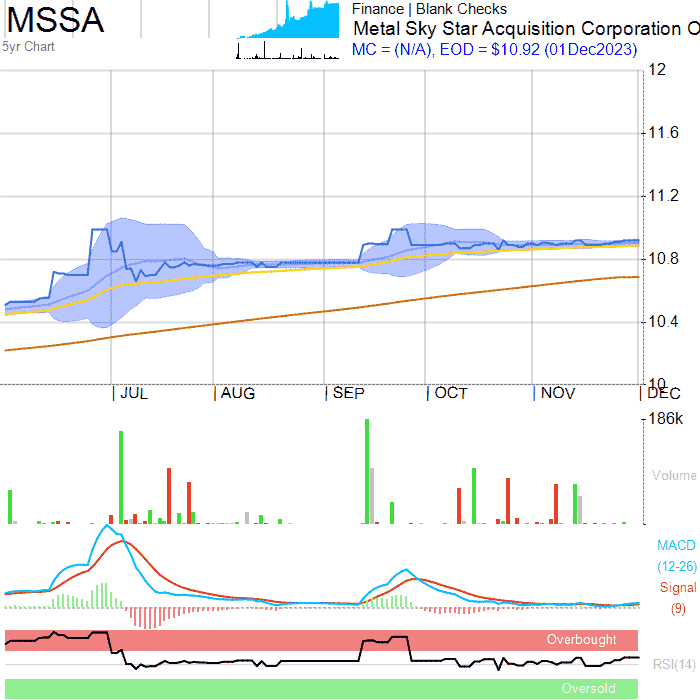 MSSA
5yr Chart
Finance | Blank Checks
Metal Sky Star Acquisition Corporation O
MC = (N/A), EOD = $10.92 (01Dec2023)
12
11.6
11.2
10.8
10.4
10
JUL AUG SEP OCT NOV DEC
186k
Volume
MACD
(12-26)
Signal
(9)
Overbought
RSI(14)
Oversold